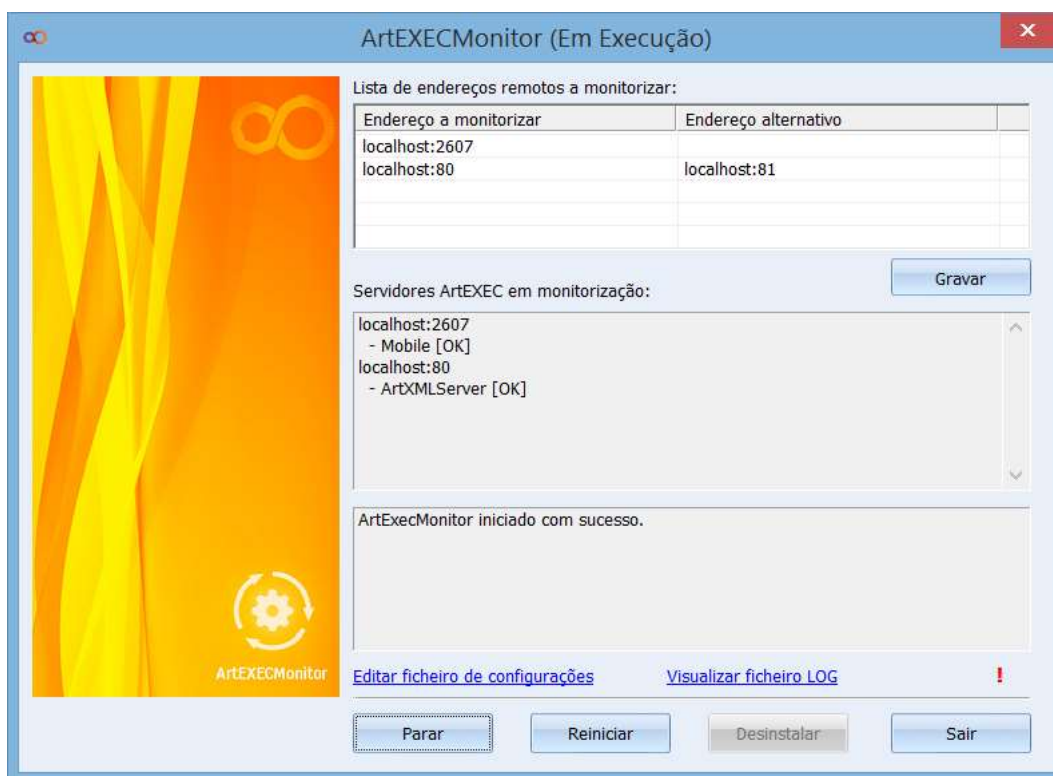 ArtEXECMonitor (Em Execução)
Lista de endereços remotos a monitorizar:
Endereço a monitorizar Endereço alternativo
localhost:2607
localhost:80 localhost:81
Gravar
Servidores ArtEXEC em monitorização:
localhost:2607
- Mobile [OK]
localhost:80
- ArtXMLServer [OK]
ArtExecMonitor iniciado com sucesso.
ArtEXECMonitor
Editar ficheiro de configurações Visualizar ficheiro LOG !
Parar Reiniciar Desinstalar Sair